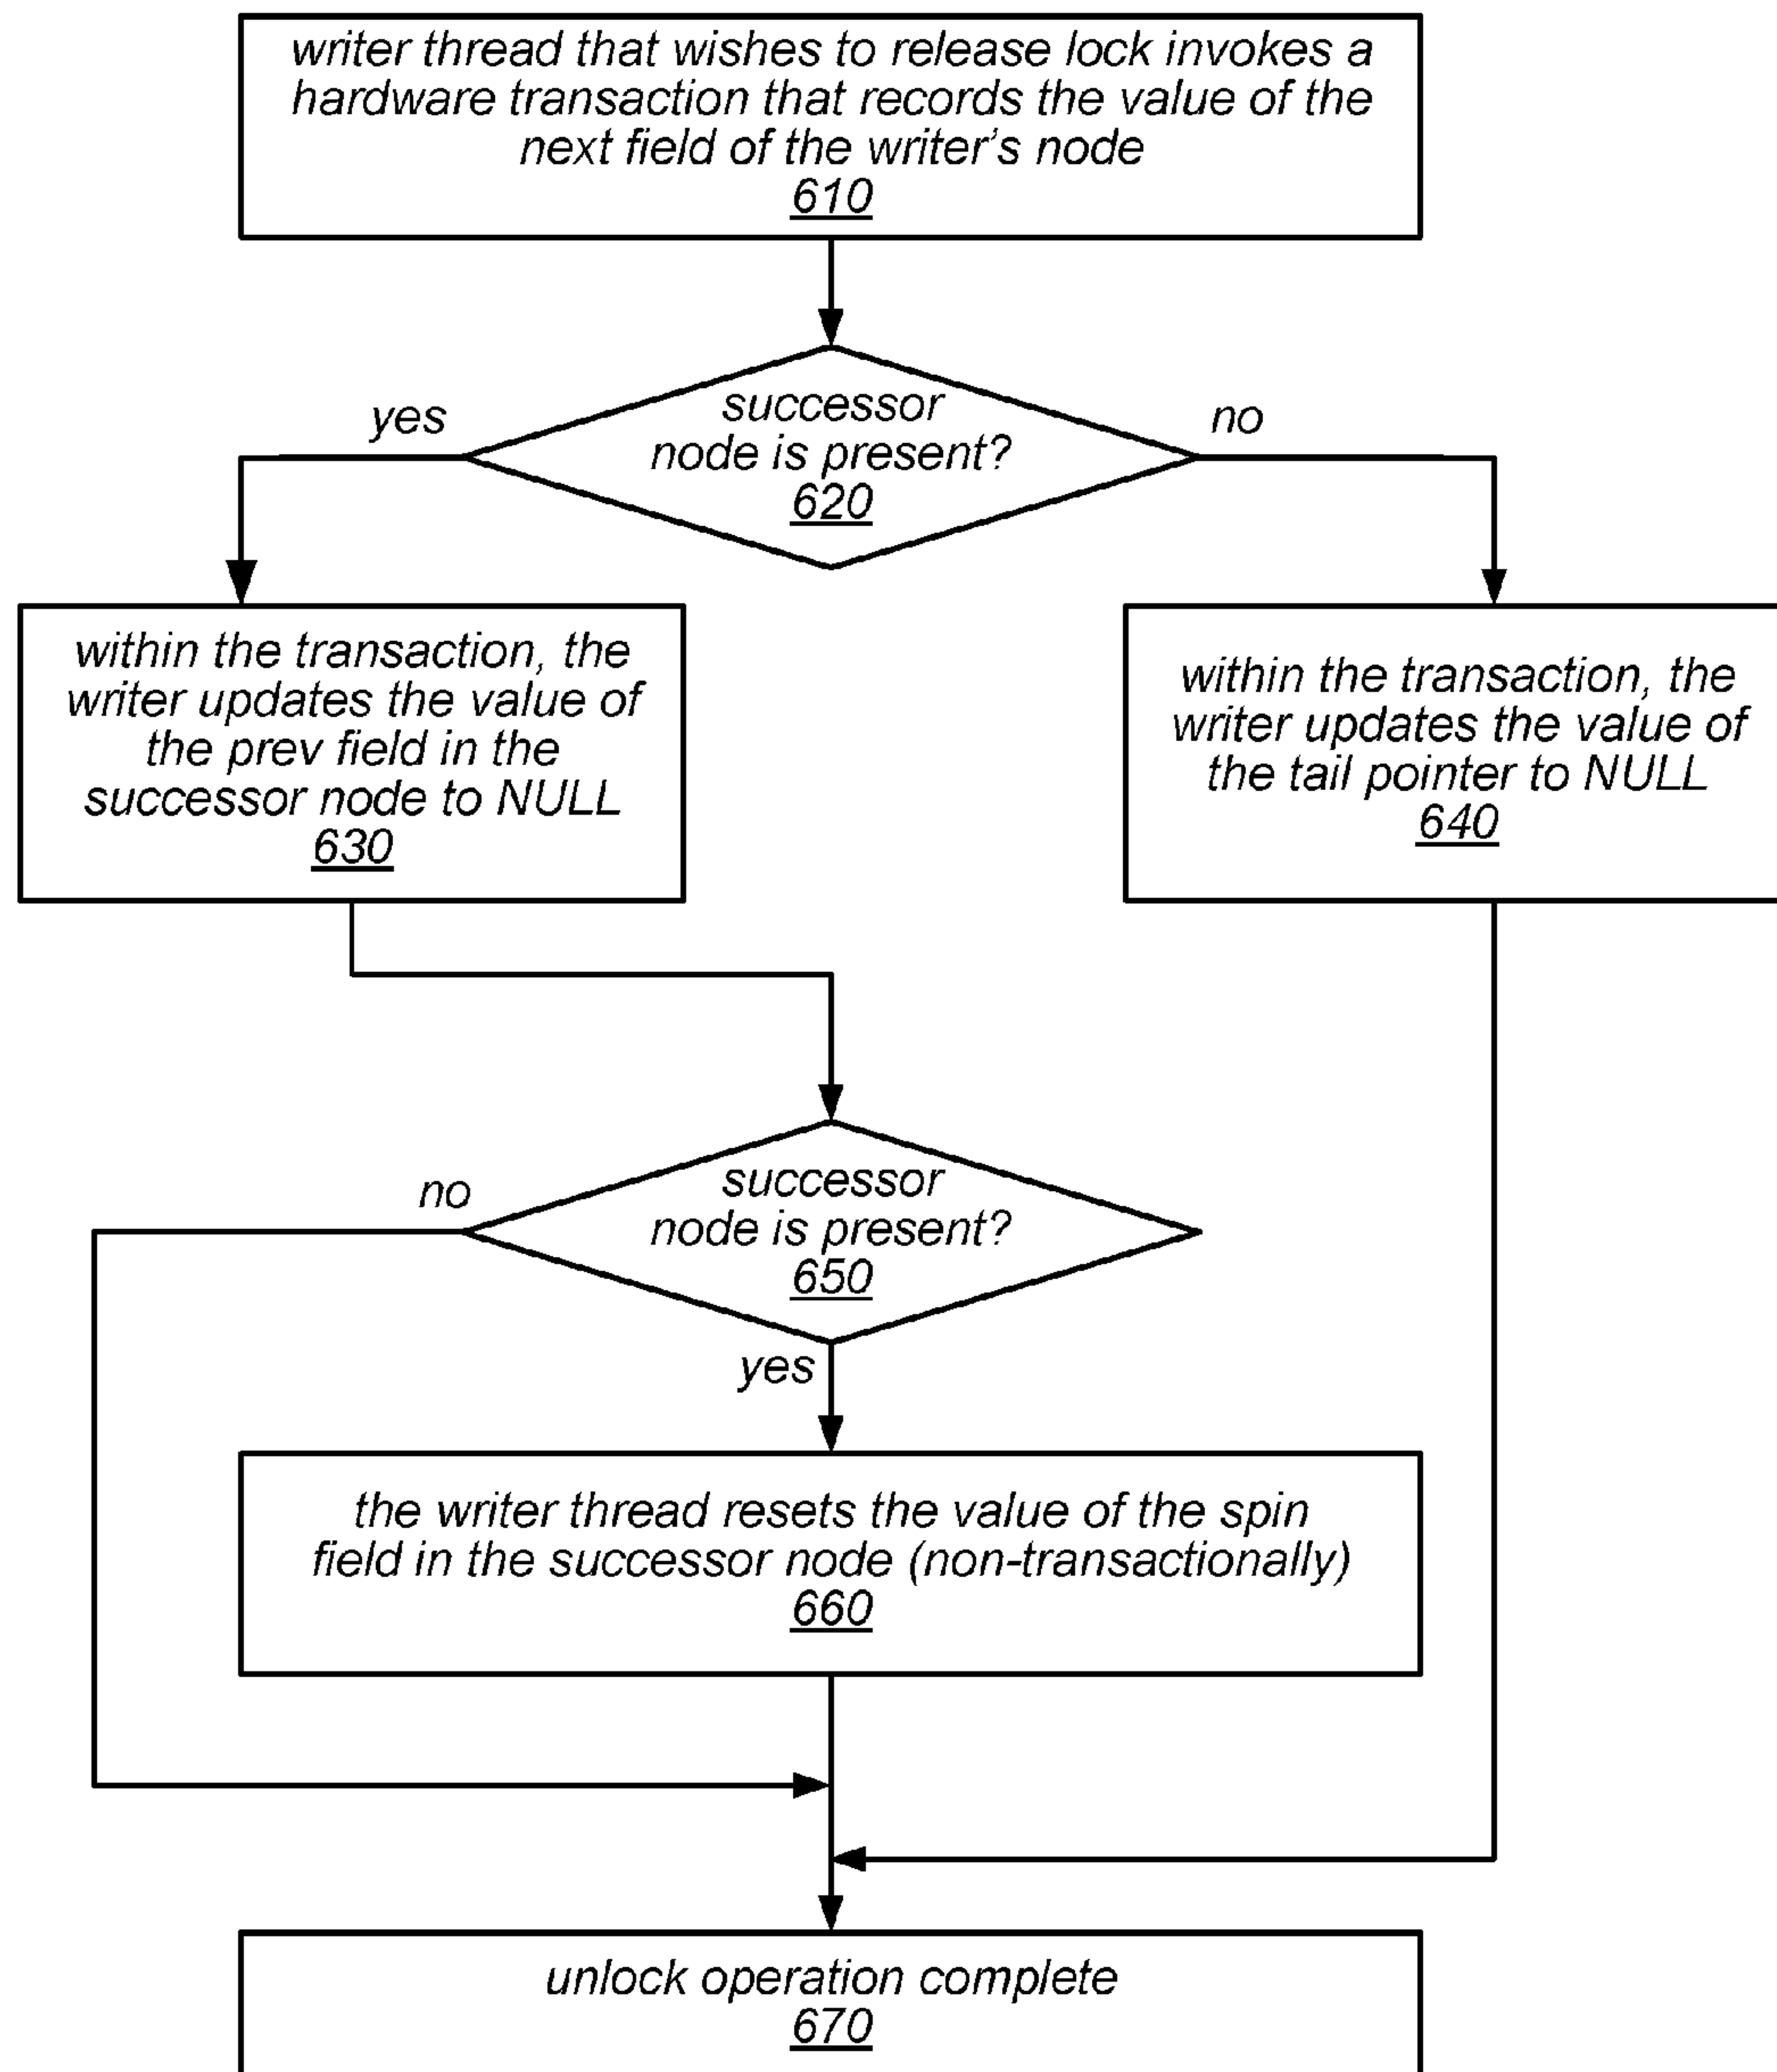 writer thread that wishes to release lock invokes a
hardware transaction that records the value of the
next field of the writer's node
610
successor
node is present?
620
yes
no
within the transaction, the
writer updates the value of
the prev field in the
successor node to NULL
630
within the transaction, the
writer updates the value of
the tail pointer to NULL
640
successor
node is present?
650
no
yes
the writer thread resets the value of the spin
field in the successor node (non-transactionally)
660
unlock operation complete
670